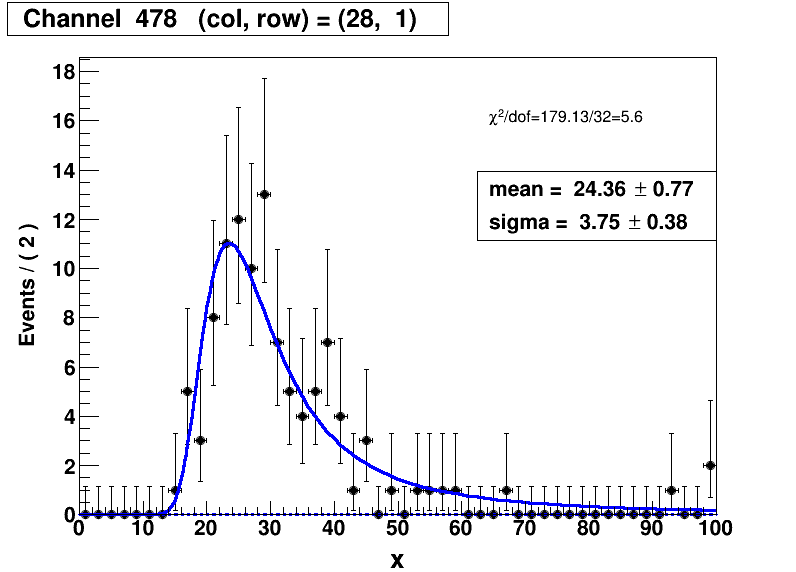 Channel 478 (col, row) = (28, 1)
χ²/dof=179.13/32=5.6
mean = 24.36 ± 0.77
sigma = 3.75 ± 0.38
Events / ( 2 )
18
16
14
12
10
8
6
4
2
0
0 10 20 30 40 50 60 70 80 90 100
x